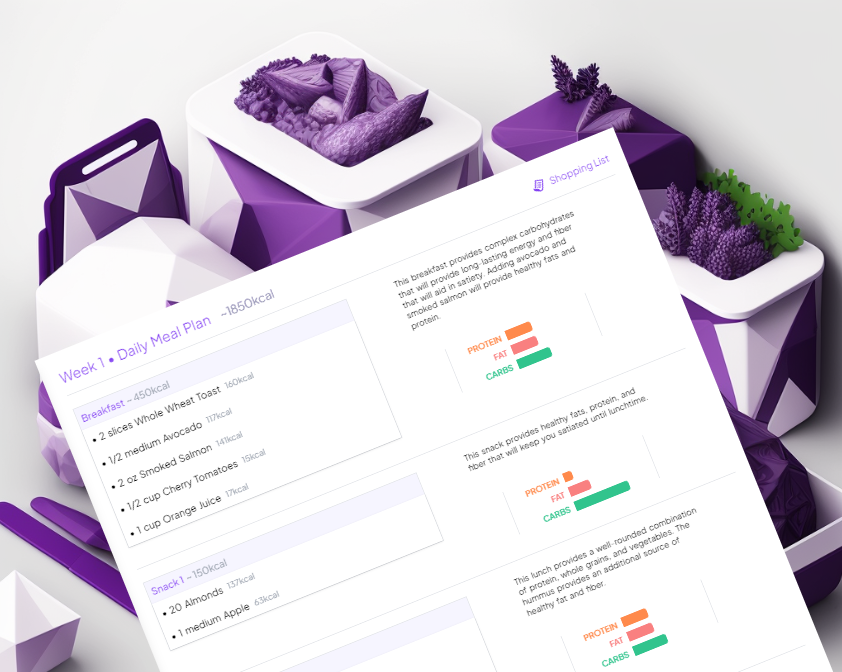 Shopping List
Week 1 • Daily Meal Plan ~1850kcal
Breakfast ~ 450kcal
• 2 slices Whole Wheat Toast 160kcal
• 1/2 medium Avocado 117kcal
• 2 oz Smoked Salmon 141kcal
• 1/2 cup Cherry Tomatoes 15kcal
• 1 cup Orange Juice 17kcal
This breakfast provides complex carbohydrates
that will provide long-lasting energy and fiber
that will aid in satiety. Adding avocado and
smoked salmon will provide healthy fats and
protein.
PROTEIN
FAT
CARBS
Snack 1 ~ 150kcal
• 20 Almonds 137kcal
• 1 medium Apple 63kcal
This snack provides healthy fats, protein, and
fiber that will keep you satiated until lunchtime.
PROTEIN
FAT
CARBS
This lunch provides a well-rounded combination
of protein, whole grains, and vegetables. The
hummus provides an additional source of
healthy fat and fiber.
PROTEIN
FAT
CARBS